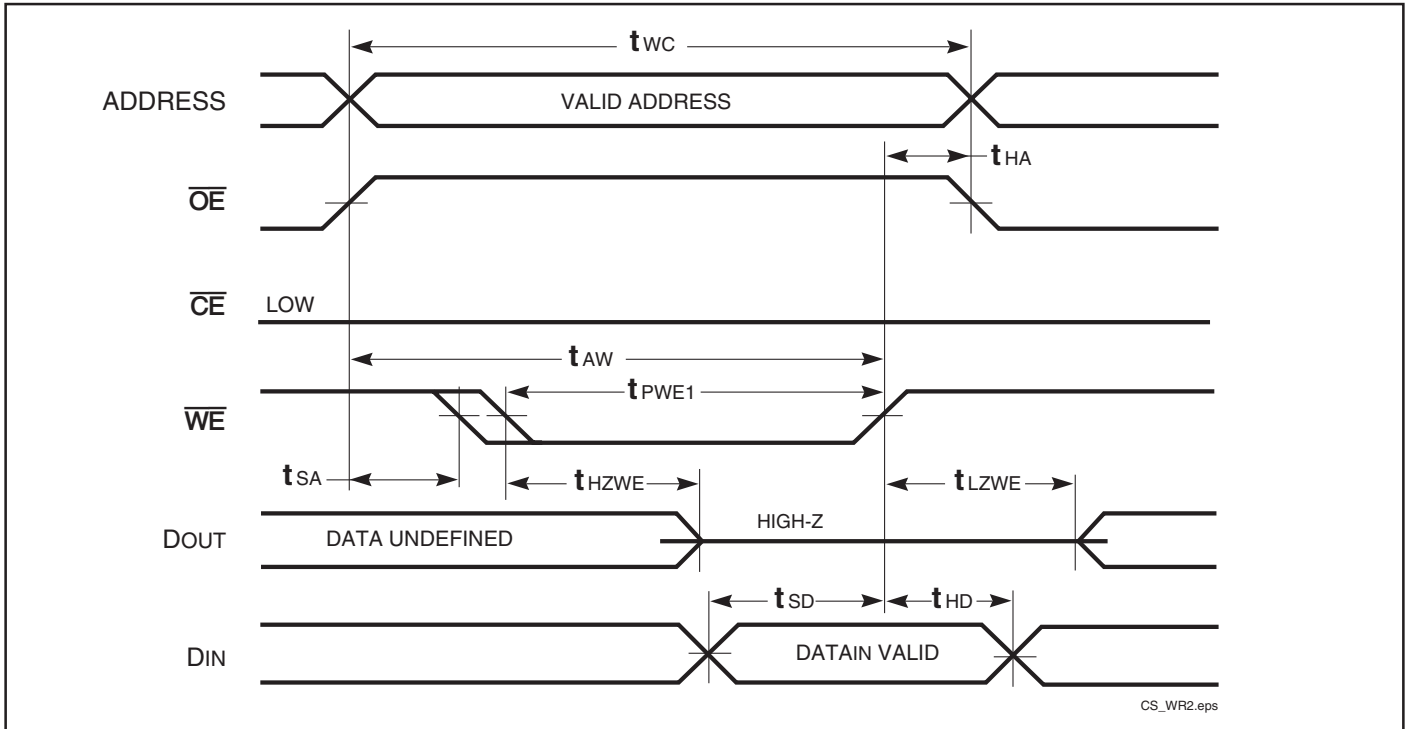 tWC
ADDRESS
VALID ADDRESS
tHA
OE
CE
LOW
tAW
tPWE1
WE
tSA
tHZWE
tLZWE
DOUT
DATA UNDEFINED
HIGH-Z
tSD
tHD
DIN
DATAIN VALID
CS_WR2.eps